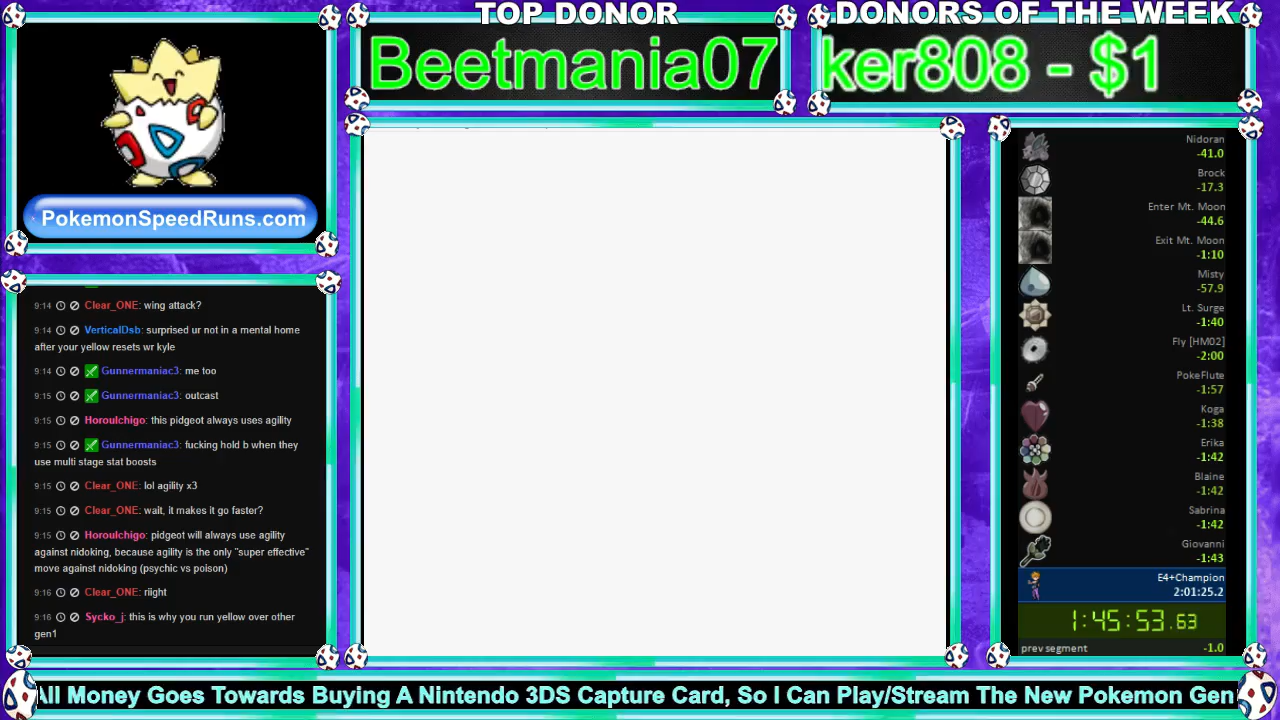 TOP DONOR
Beetmania07
DONORS OF THE WEEK
ker808 - $1
PokemonSpeedRuns.com
9:14 Clear_ONE: wing attack?
9:14 VerticalDsb: surprised ur not in a mental home
after your yellow resets wr kyle
9:14 Gunnermaniac3: me too
9:15 Gunnermaniac3: outcast
9:15 HorouIchigo: this pidgeot always uses agility
9:15 Gunnermaniac3: fucking hold b when they
use multi stage stat boosts
9:15 Clear_ONE: lol agility x3
9:15 Clear_ONE: wait, it makes it go faster?
9:15 HorouIchigo: pidgeot will always use agility
against nidoking, because agility is the only "super effective"
move against nidoking (psychic vs poison)
9:16 Clear_ONE: riight
9:16 Sycko_j: this is why you run yellow over other
gen1
Nidoran
-41.0
Brock
-17.3
Enter Mt. Moon
-44.6
Exit Mt. Moon
-1:10
Misty
-57.9
Lt. Surge
-1:40
Fly [HM02]
-2:00
PokeFlute
-1:57
Koga
-1:38
Erika
-1:42
Blaine
-1:42
Sabrina
-1:42
Giovanni
-1:43
E4+Champion
2:01:25.2
1:45:53.63
prev segment -1.0
All Money Goes Towards Buying A Nintendo 3DS Capture Card, So I Can Play/Stream The New Pokemon Gen